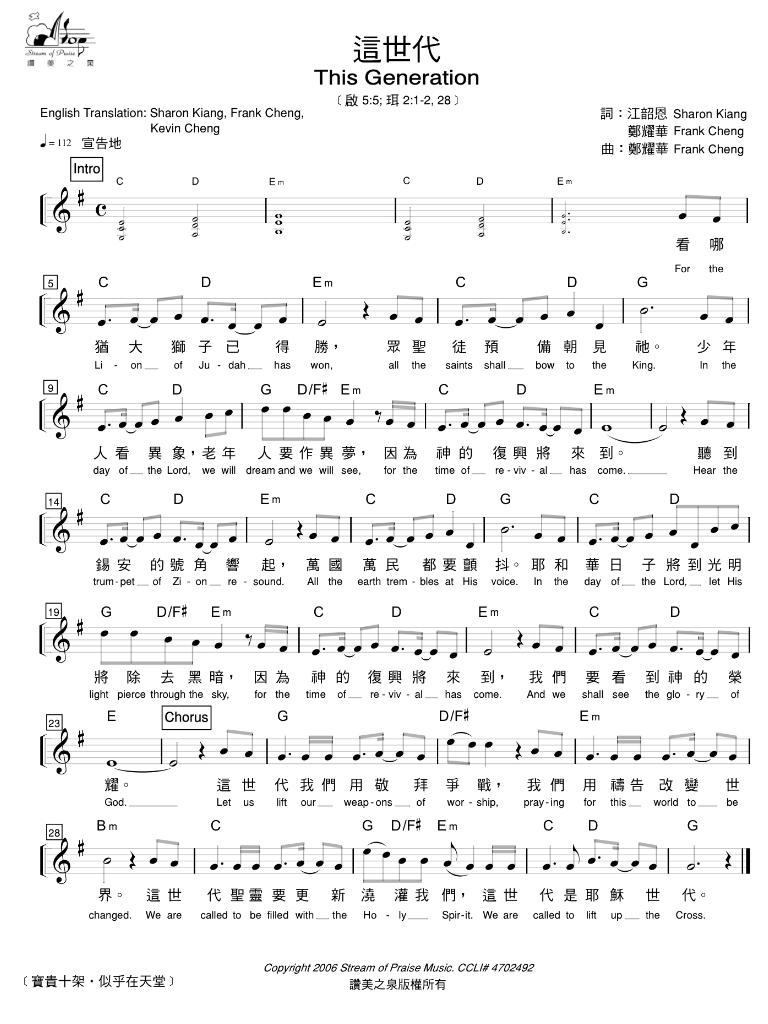 Stream of Praise
讚美之泉
這世代
This Generation
﹝啟 5:5; 珥 2:1-2, 28﹞
English Translation: Sharon Kiang, Frank Cheng,
Kevin Cheng
詞：江韶恩 Sharon Kiang
鄭耀華 Frank Cheng
曲：鄭耀華 Frank Cheng
♩= 112 宣告地
Intro
C D Em C D Em
看 哪
For the
5 C D Em C D G
猶 大 獅 子 已 得 勝， 眾 聖 徒 預 備 朝 見 祂。 少 年
Li - on of Ju - dah has won, all the saints shall bow to the King. In the
9 C D G D/F# Em C D Em
人 看 異 象，老 年 人 要 作 異 夢，因 為 神 的 復 興 將 來 到。 聽 到
day of the Lord, we will dream and we will see, for the time of re - viv - al has come. Hear the
14 C D Em C D G C D
錫 安 的 號 角 響 起， 萬 國 萬 民 都 要 顫 抖。耶 和 華 日 子 將 到 光 明
trum - pet of Zi - on re - sound. All the earth trem - bles at His voice. In the day of the Lord, let His
19 G D/F# Em C D Em C D
將 除 去 黑 暗，因 為 神 的 復 興 將 來 到， 我 們 要 看 到 神 的 榮
light pierce through the sky, for the time of re - viv - al has come. And we shall see the glo - ry of
23 E Chorus G D/F# Em
耀。 這 世 代 我 們 用 敬 拜 爭 戰， 我 們 用 禱 告 改 變 世
God. Let us lift our weap - ons of wor - ship, pray - ing for this world to be
28 Bm C G D/F# Em C D G
界。 這 世 代 聖 靈 要 更 新 澆 灌 我 們， 這 世 代 是 耶 穌 世 代。
changed. We are called to be filled with the Ho - ly Spir - it. We are called to lift up the Cross.
Copyright 2006 Stream of Praise Music. CCLI# 4702492
讚美之泉版權所有
﹝寶貴十架‧似乎在天堂﹞